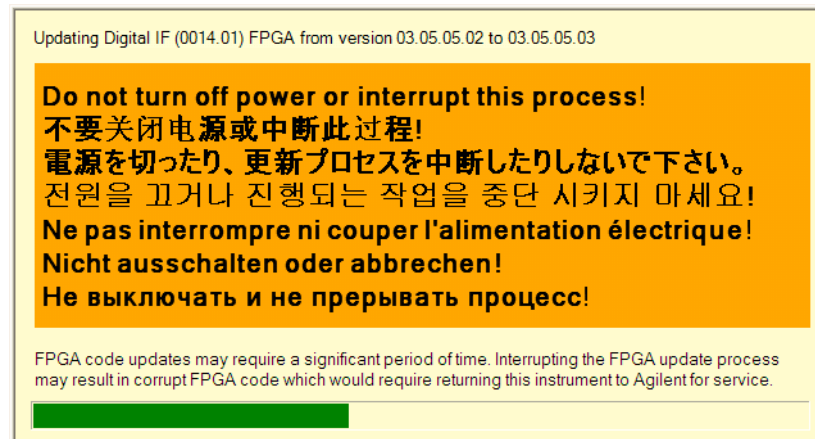 Updating Digital IF (0014.01) FPGA from version 03.05.05.02 to 03.05.05.03
Do not turn off power or interrupt this process!
不要关闭电源或中断此过程!
電源を切ったり、更新プロセスを中断したりしないで下さい。
전원을 끄거나 진행되는 작업을 중단 시키지 마세요!
Ne pas interrompre ni couper l'alimentation électrique!
Nicht ausschalten oder abbrechen!
Не выключать и не прерывать процесс!
FPGA code updates may require a significant period of time. Interrupting the FPGA update process
may result in corrupt FPGA code which would require returning this instrument to Agilent for service.